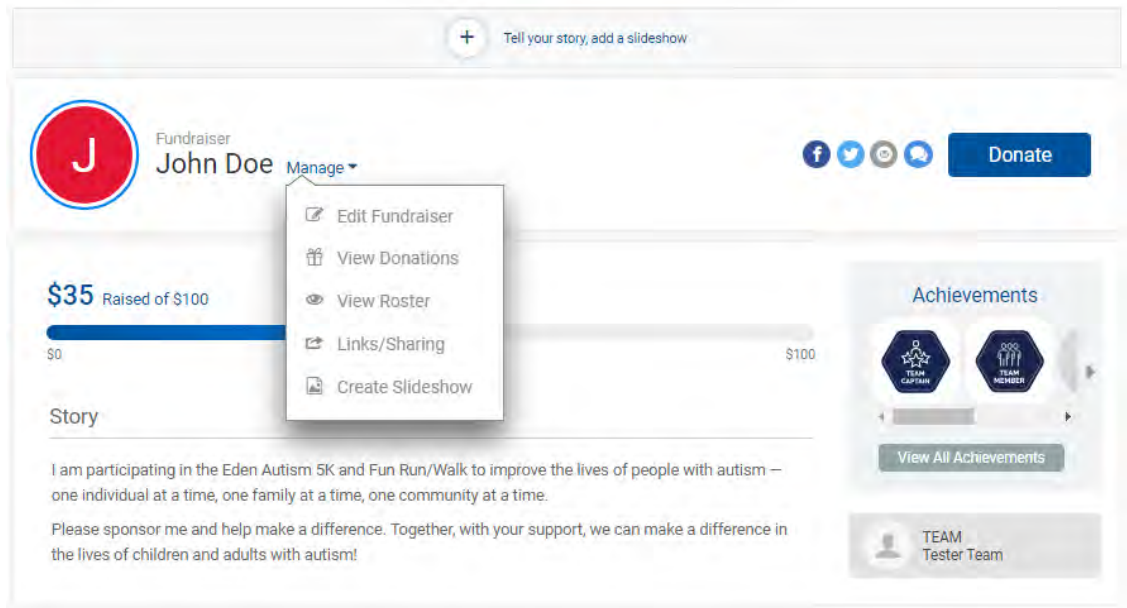 + Tell your story, add a slideshow
J
Fundraiser
John Doe Manage
Donate
Edit Fundraiser
View Donations
View Roster
Links/Sharing
Create Slideshow
$35 Raised of $100
$0
$100
Story
I am participating in the Eden Autism 5K and Fun Run/Walk to improve the lives of people with autism —
one individual at a time, one family at a time, one community at a time.
Please sponsor me and help make a difference. Together, with your support, we can make a difference in
the lives of children and adults with autism!
Achievements
TEAM
CAPTAIN
TEAM
MEMBER
View All Achievements
TEAM
Tester Team